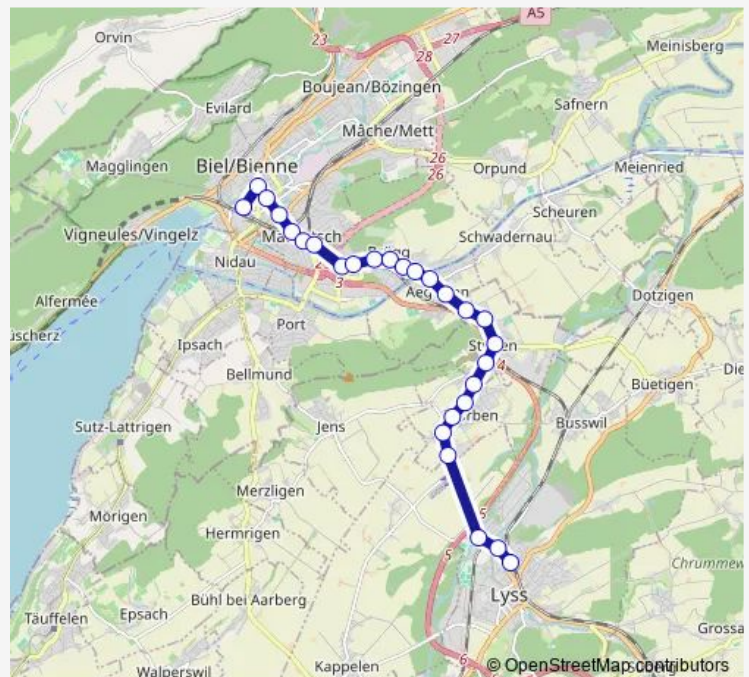 A5
Orvin
23
27
28
Meinisberg
Boujean/Bözingen
Evilard
Safnern
Mâche/Mett
Magglingen
Biel/Bienne
26
26
Orpund
Meienried
Scheuren
Vigneules/Vingelz
Schwadernau
Nidau
3
Alfermée
Dotzigen
Port
Ipsach
4
Bellmund
Büetigen
Sutz-Lattrigen
Jens
Busswil
Merzligen
Mörigen
5
Hermrigen
5
Chrummew
Lyss
Täuffelen
Epsach
Bühl bei Aarberg
Grossa
6
Walperswil
Kappelen
© OpenStreetMap contributors